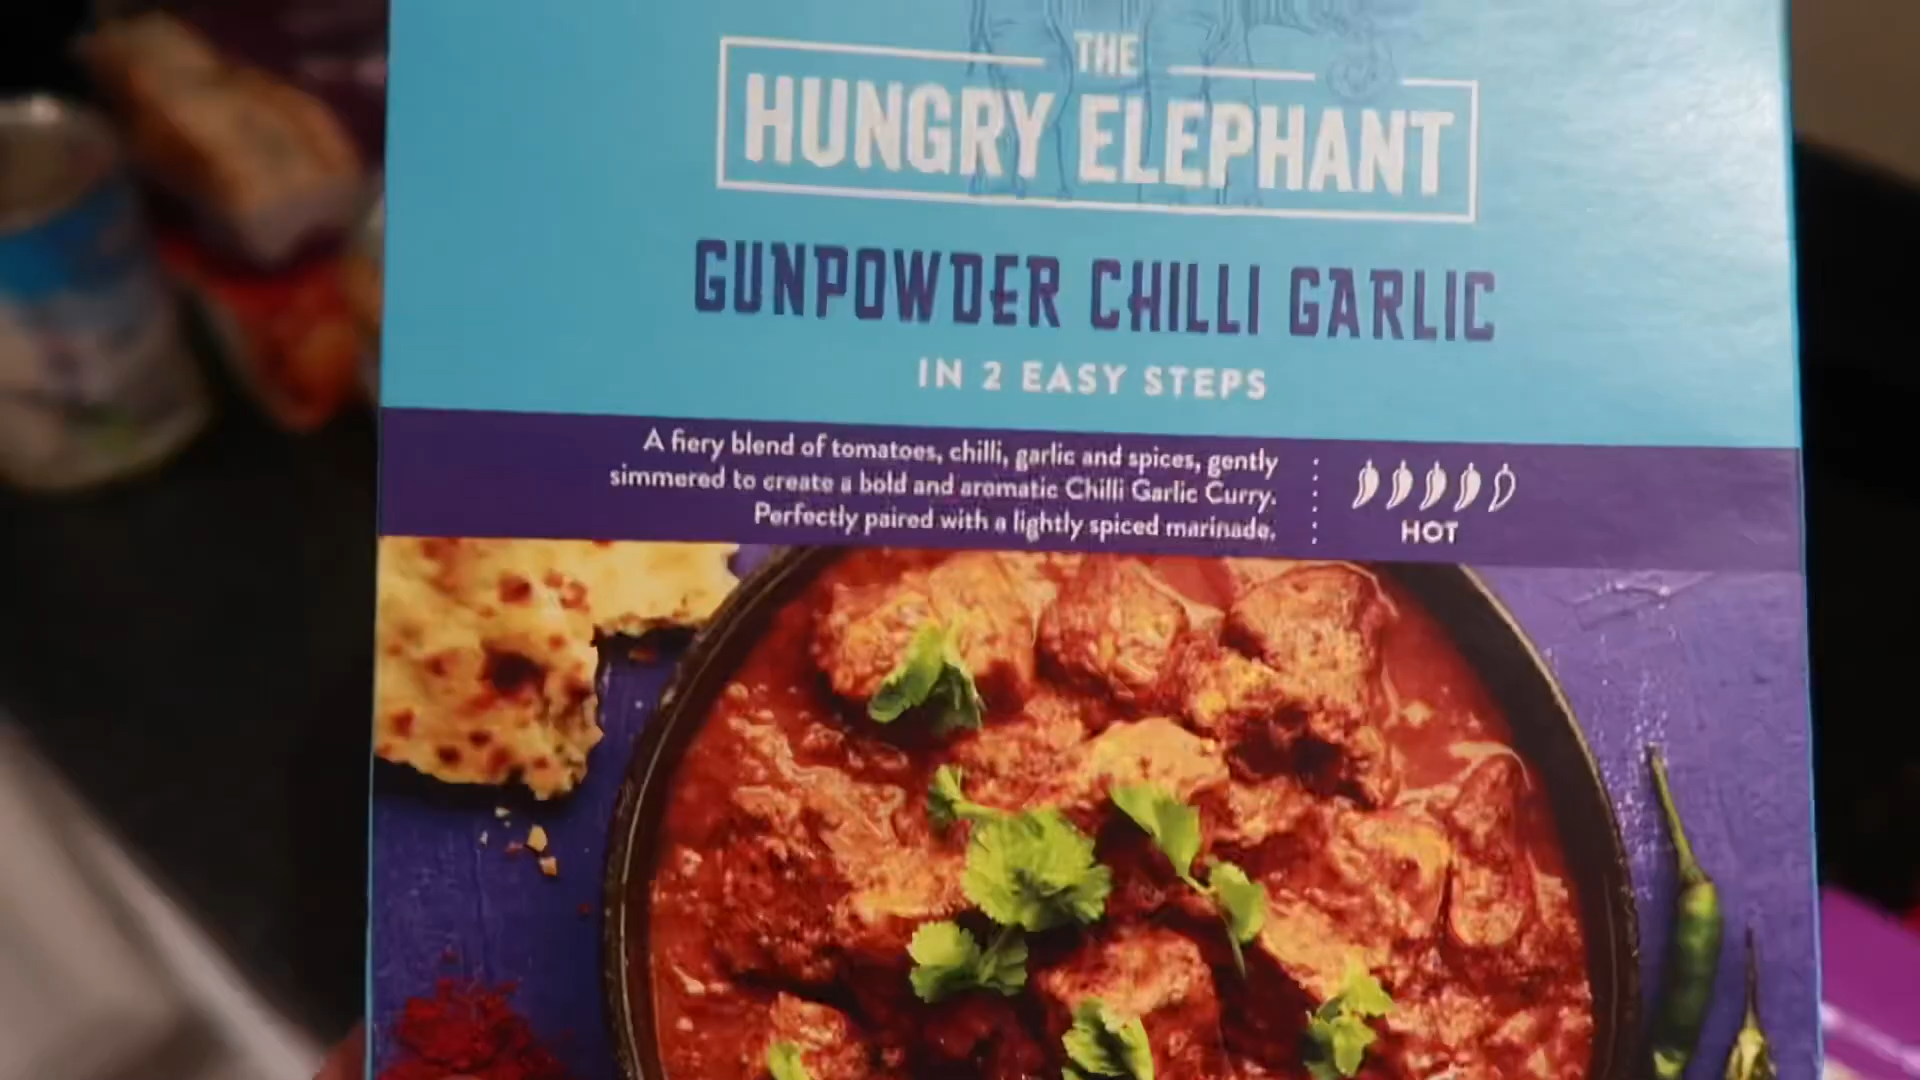 THE
HUNGRY ELEPHANT
GUNPOWDER CHILLI GARLIC
IN 2 EASY STEPS
A fiery blend of tomatoes, chilli, garlic and spices, gently
simmered to create a bold and aromatic Chilli Garlic Curry.
Perfectly paired with a lightly spiced marinade.
HOT